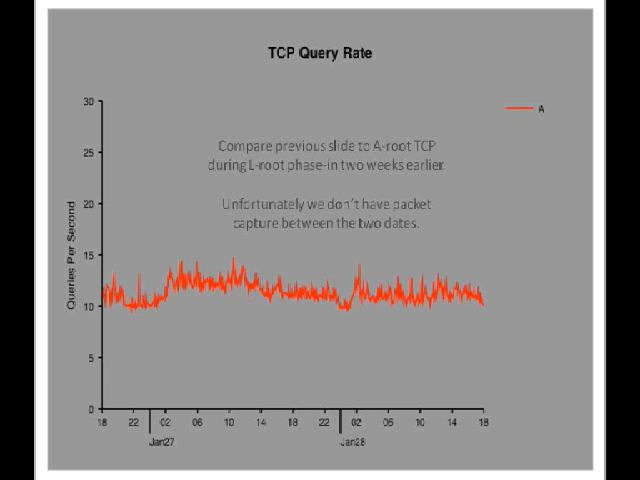 TCP Query Rate
A
Compare previous slide to A-root TCP
during L-root phase-in two weeks earlier.
Unfortunately we don't have packet
capture between the two dates.
Queries Per Second
30
25
20
15
10
5
0
18 22 02 06 10 14 18 22 02 06 10 14 18
Jan27 Jan28